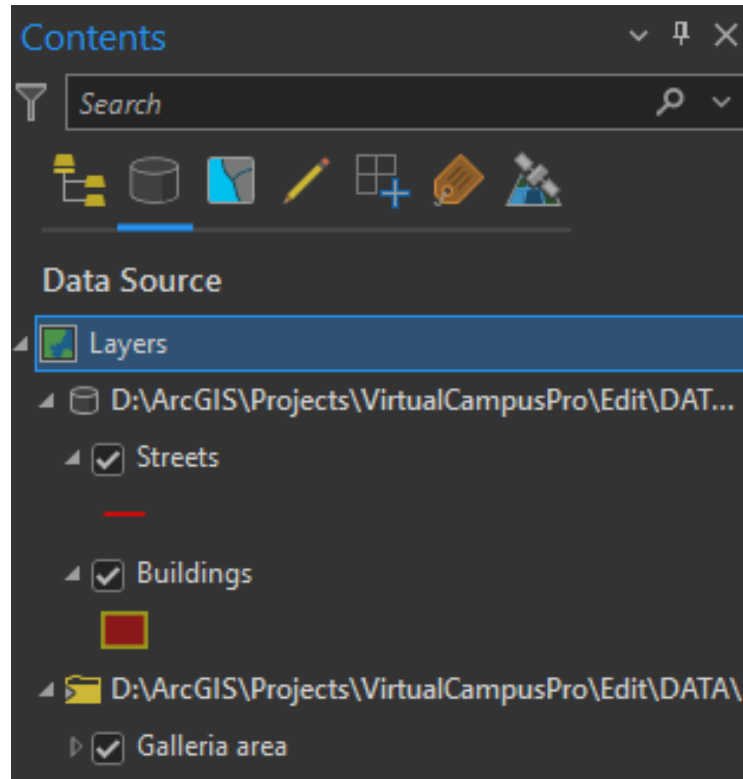 Contents
Search
Data Source
Layers
D:\ArcGIS\Projects\VirtualCampusPro\Edit\DAT...
Streets
Buildings
D:\ArcGIS\Projects\VirtualCampusPro\Edit\DATA\
Galleria area